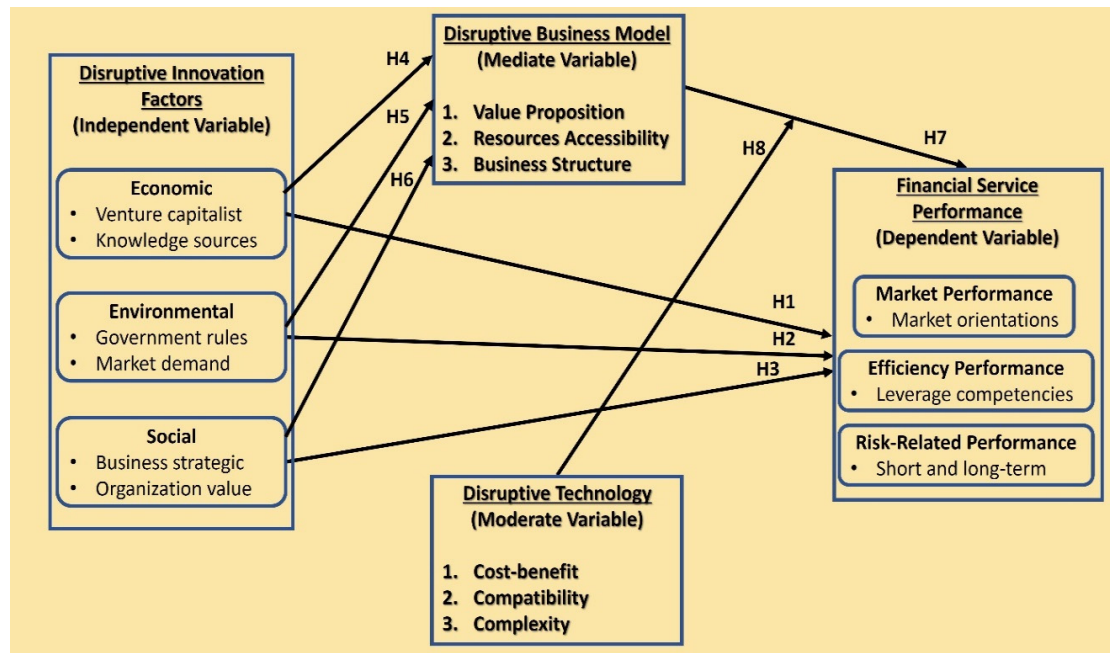 Disruptive Innovation
Factors
(Independent Variable)
Economic
• Venture capitalist
• Knowledge sources
Environmental
• Government rules
• Market demand
Social
• Business strategic
• Organization value
H4
H5
H6
Disruptive Business Model
(Mediate Variable)
1. Value Proposition
2. Resources Accessibility
3. Business Structure
H8
H7
H1
H2
H3
Disruptive Technology
(Moderate Variable)
1. Cost-benefit
2. Compatibility
3. Complexity
Financial Service
Performance
(Dependent Variable)
Market Performance
• Market orientations
Efficiency Performance
• Leverage competencies
Risk-Related Performance
• Short and long-term